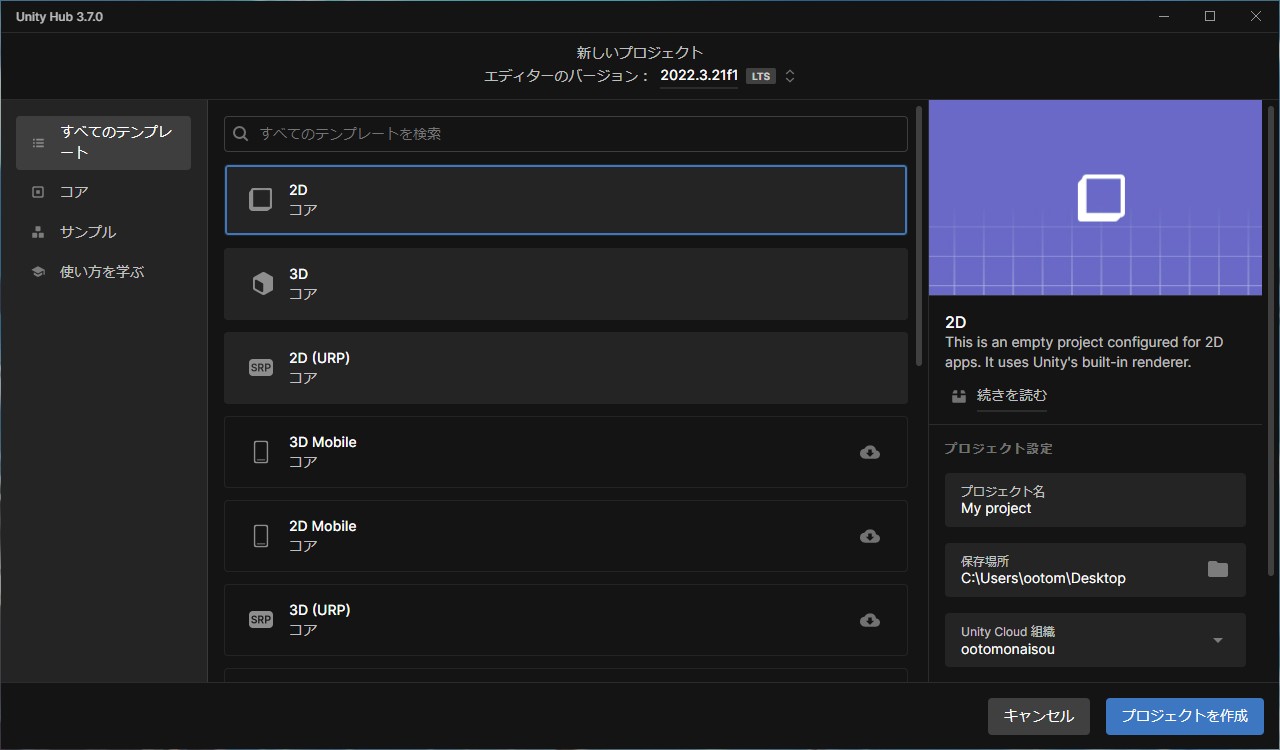 Unity Hub 3.7.0
新しいプロジェクト
エディターのバージョン： 2022.3.21f1 LTS
すべてのテンプレ
ート
コア
サンプル
使い方を学ぶ
すべてのテンプレートを検索
2D
コア
3D
コア
SRP
2D (URP)
コア
3D Mobile
コア
2D Mobile
コア
SRP
3D (URP)
コア
2D
This is an empty project configured for 2D
apps. It uses Unity's built-in renderer.
続きを読む
プロジェクト設定
プロジェクト名
My project
保存場所
C:\Users\ootom\Desktop
Unity Cloud 組織
ootomonaisou
キャンセル
プロジェクトを作成